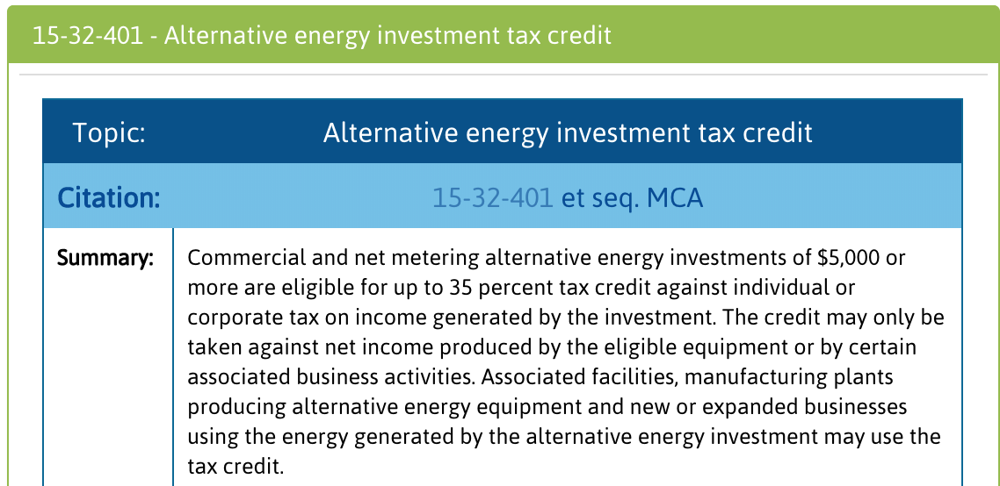 15-32-401 - Alternative energy investment tax credit
Topic: Alternative energy investment tax credit
Citation: 15-32-401 et seq. MCA
Summary: Commercial and net metering alternative energy investments of $5,000 or
more are eligible for up to 35 percent tax credit against individual or
corporate tax on income generated by the investment. The credit may only be
taken against net income produced by the eligible equipment or by certain
associated business activities. Associated facilities, manufacturing plants
producing alternative energy equipment and new or expanded businesses
using the energy generated by the alternative energy investment may use the
tax credit.